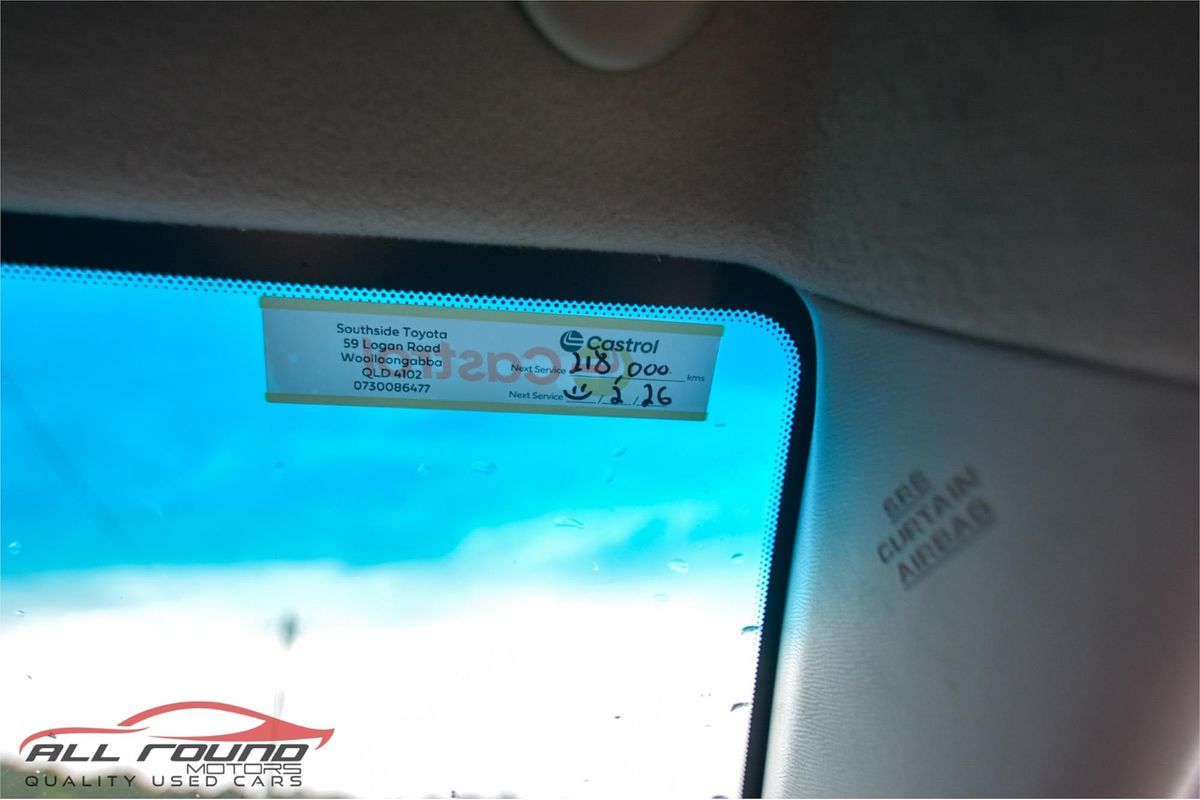 Southside Toyota
59 Logan Road
Woolloongabba
QLD 4102
0730086477
Castrol
Next Service 218,000 kms
Next Service 🙂 / 2 / 26
Castrol
SRS
CURTAIN
AIRBAG
ALL ROUND
MOTORS
QUALITY USED CARS